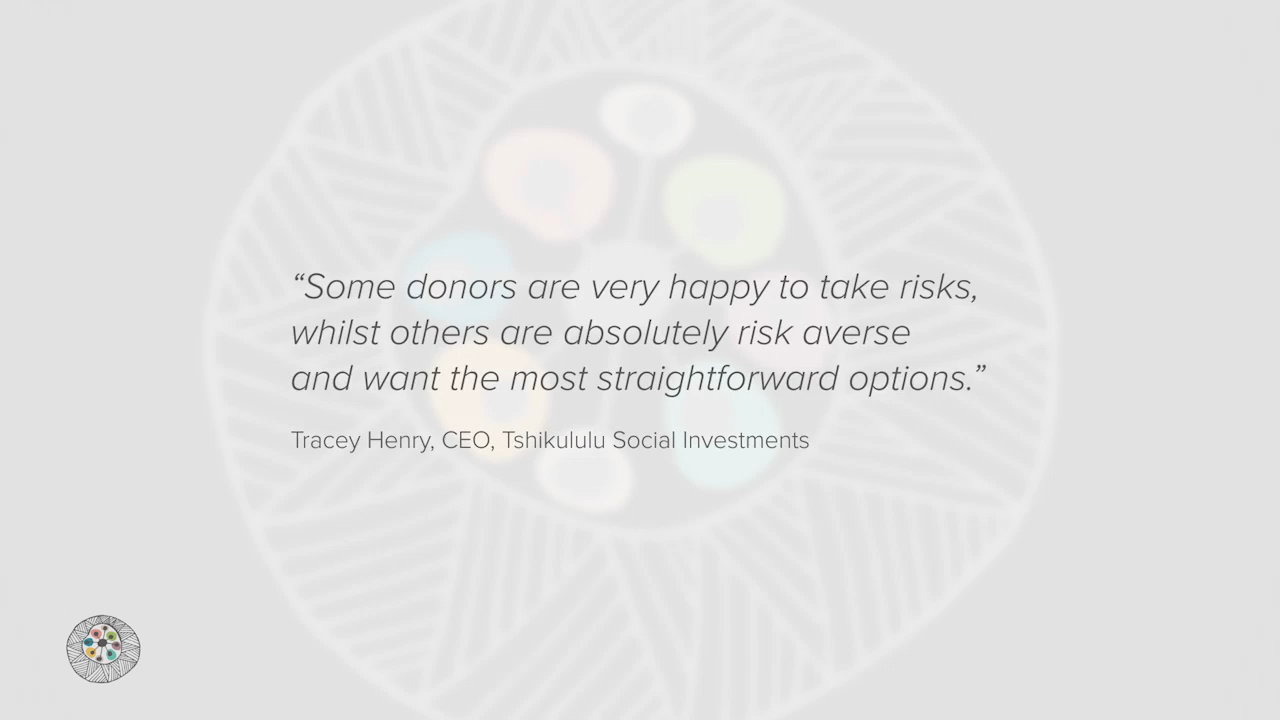 “Some donors are very happy to take risks,
whilst others are absolutely risk averse
and want the most straightforward options.”
Tracey Henry, CEO, Tshikululu Social Investments